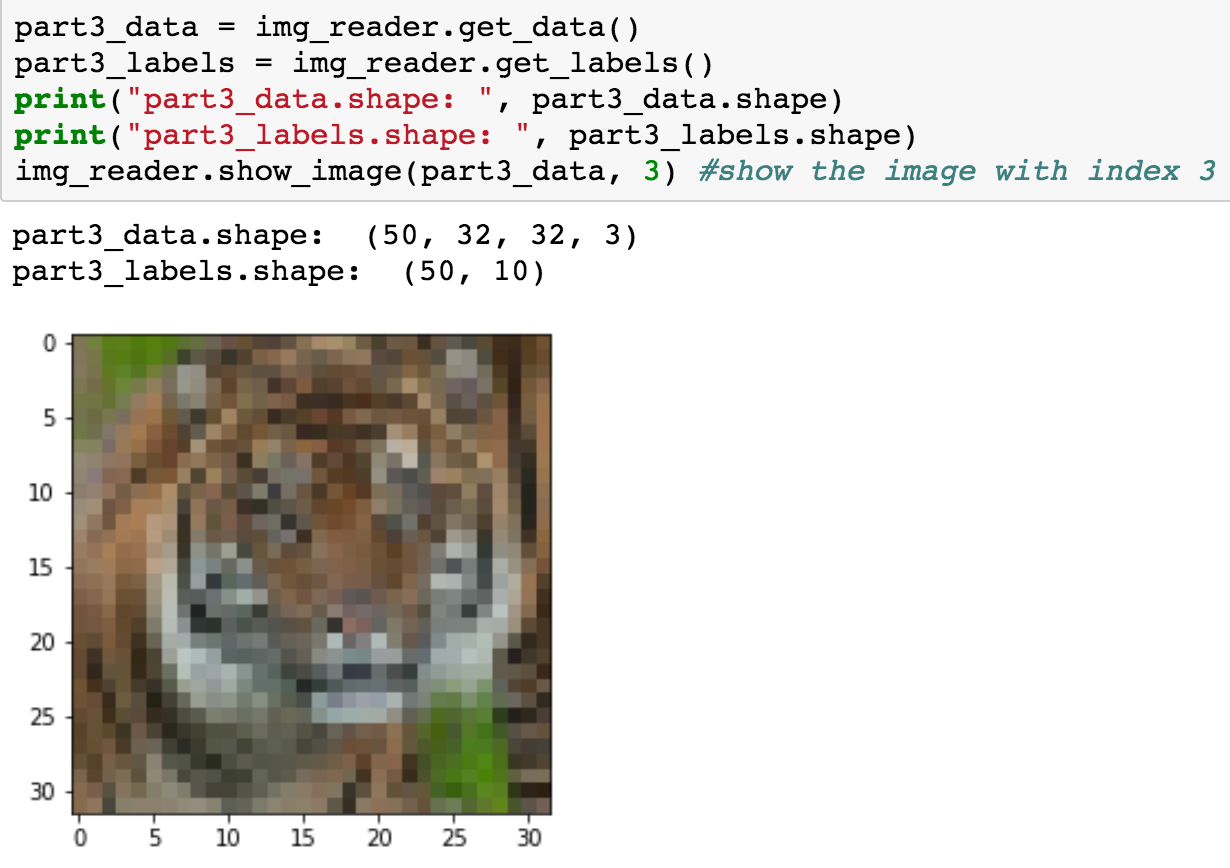 part3_data = img_reader.get_data()
part3_labels = img_reader.get_labels()
print("part3_data.shape: ", part3_data.shape)
print("part3_labels.shape: ", part3_labels.shape)
img_reader.show_image(part3_data, 3) #show the image with index 3
part3_data.shape:  (50, 32, 32, 3)
part3_labels.shape:  (50, 10)
0
5
10
15
20
25
30
0 5 10 15 20 25 30